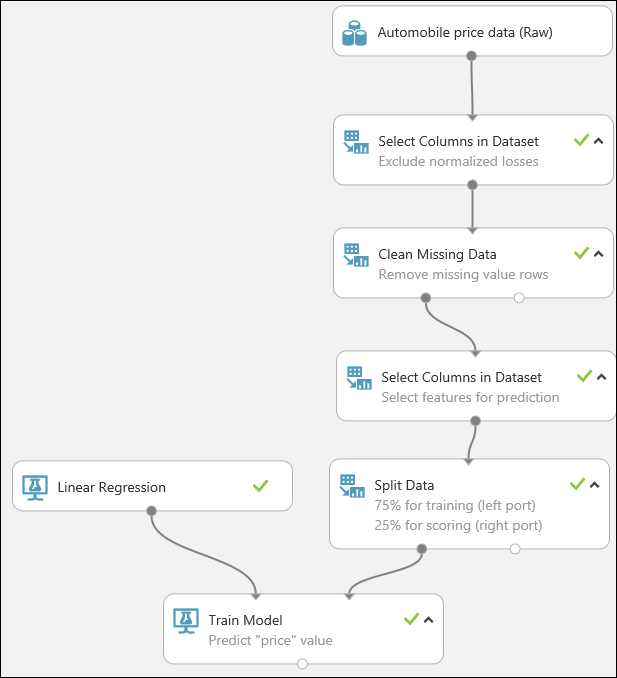 Automobile price data (Raw)
Select Columns in Dataset
Exclude normalized losses
Clean Missing Data
Remove missing value rows
Select Columns in Dataset
Select features for prediction
Linear Regression
Split Data
75% for training (left port)
25% for scoring (right port)
Train Model
Predict "price" value